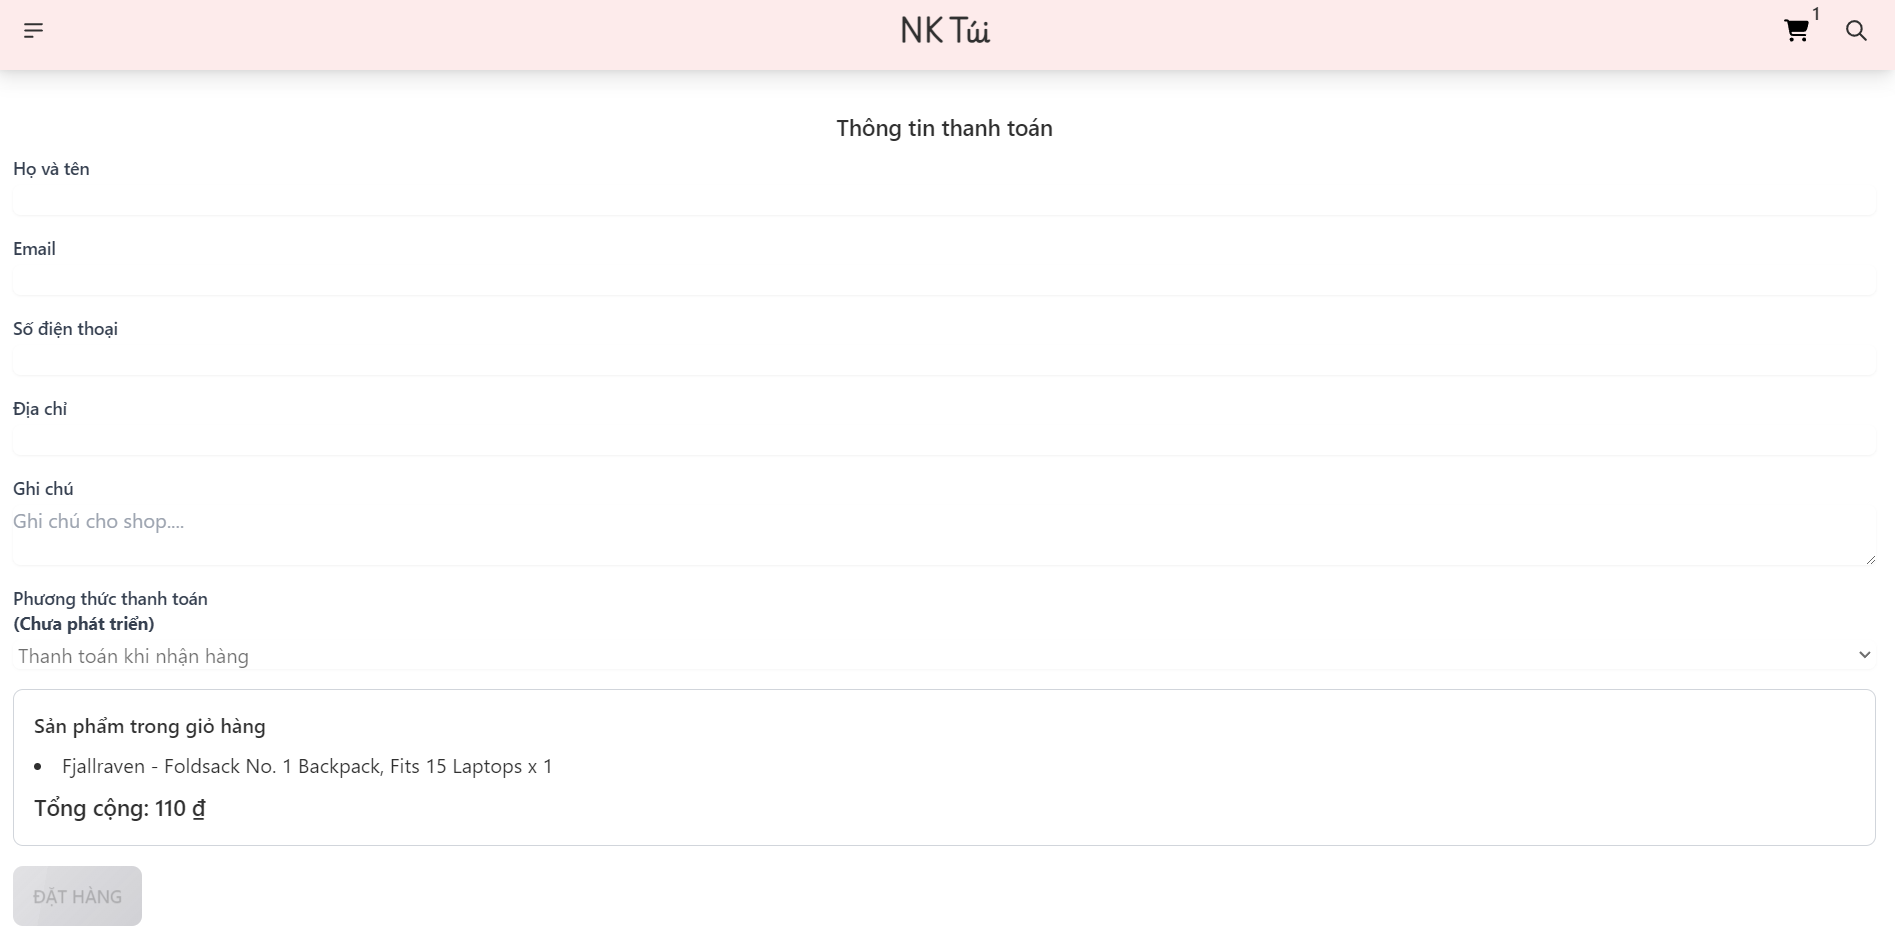 NK Túi
1
Thông tin thanh toán
Họ và tên
Email
Số điện thoại
Địa chỉ
Ghi chú
Ghi chú cho shop....
Phương thức thanh toán
(Chưa phát triển)
Thanh toán khi nhận hàng
Sản phẩm trong giỏ hàng
• Fjallraven - Foldsack No. 1 Backpack, Fits 15 Laptops x 1
Tổng cộng: 110 ₫
ĐẶT HÀNG